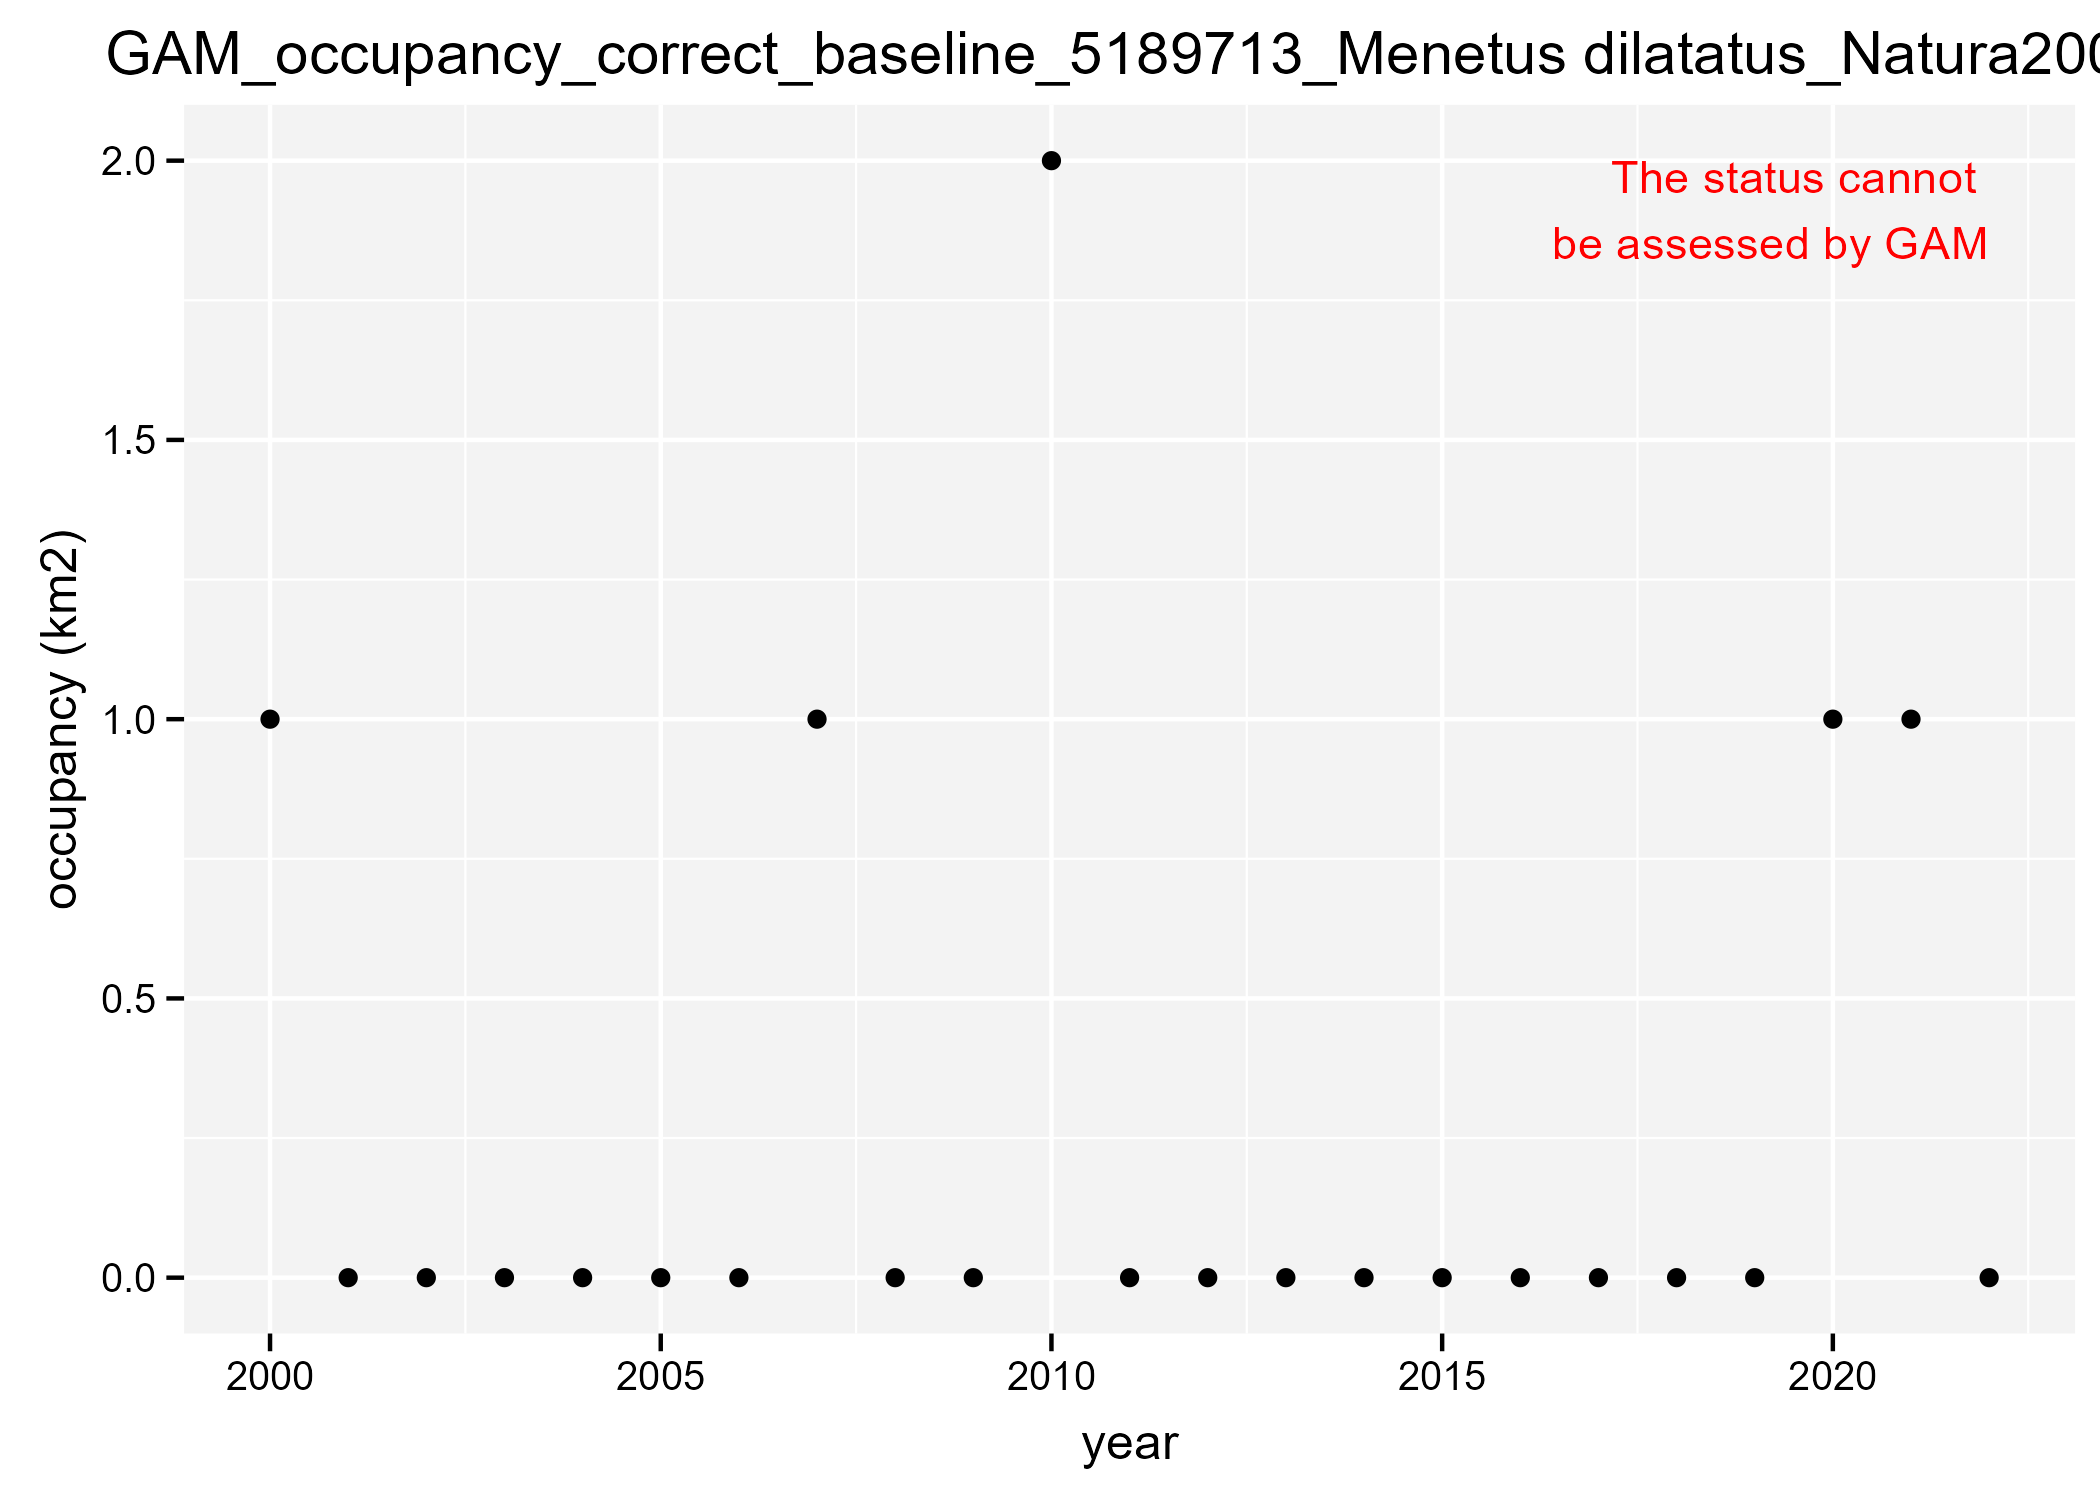 GAM_occupancy_correct_baseline_5189713_Menetus dilatatus_Natura200
The status cannot
be assessed by GAM
occupancy (km2)
2.0
1.5
1.0
0.5
0.0
2000 2005 2010 2015 2020
year